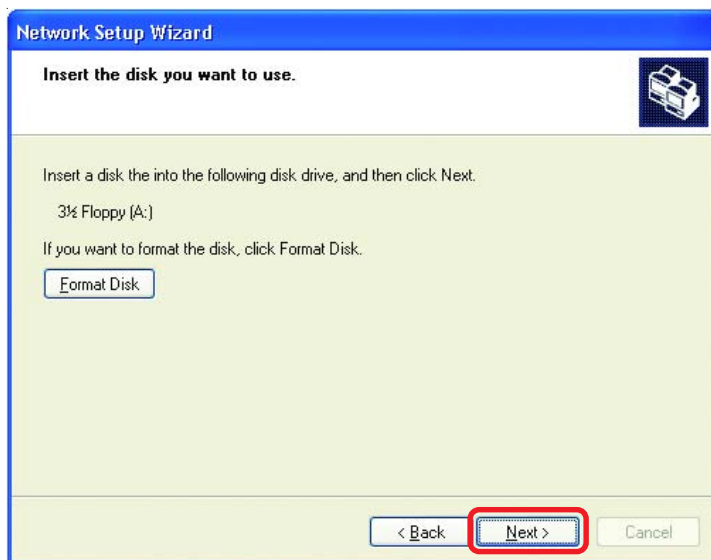 Network Setup Wizard
Insert the disk you want to use.
Insert a disk the into the following disk drive, and then click Next.
3½ Floppy (A:)
If you want to format the disk, click Format Disk.
Format Disk
< Back Next > Cancel